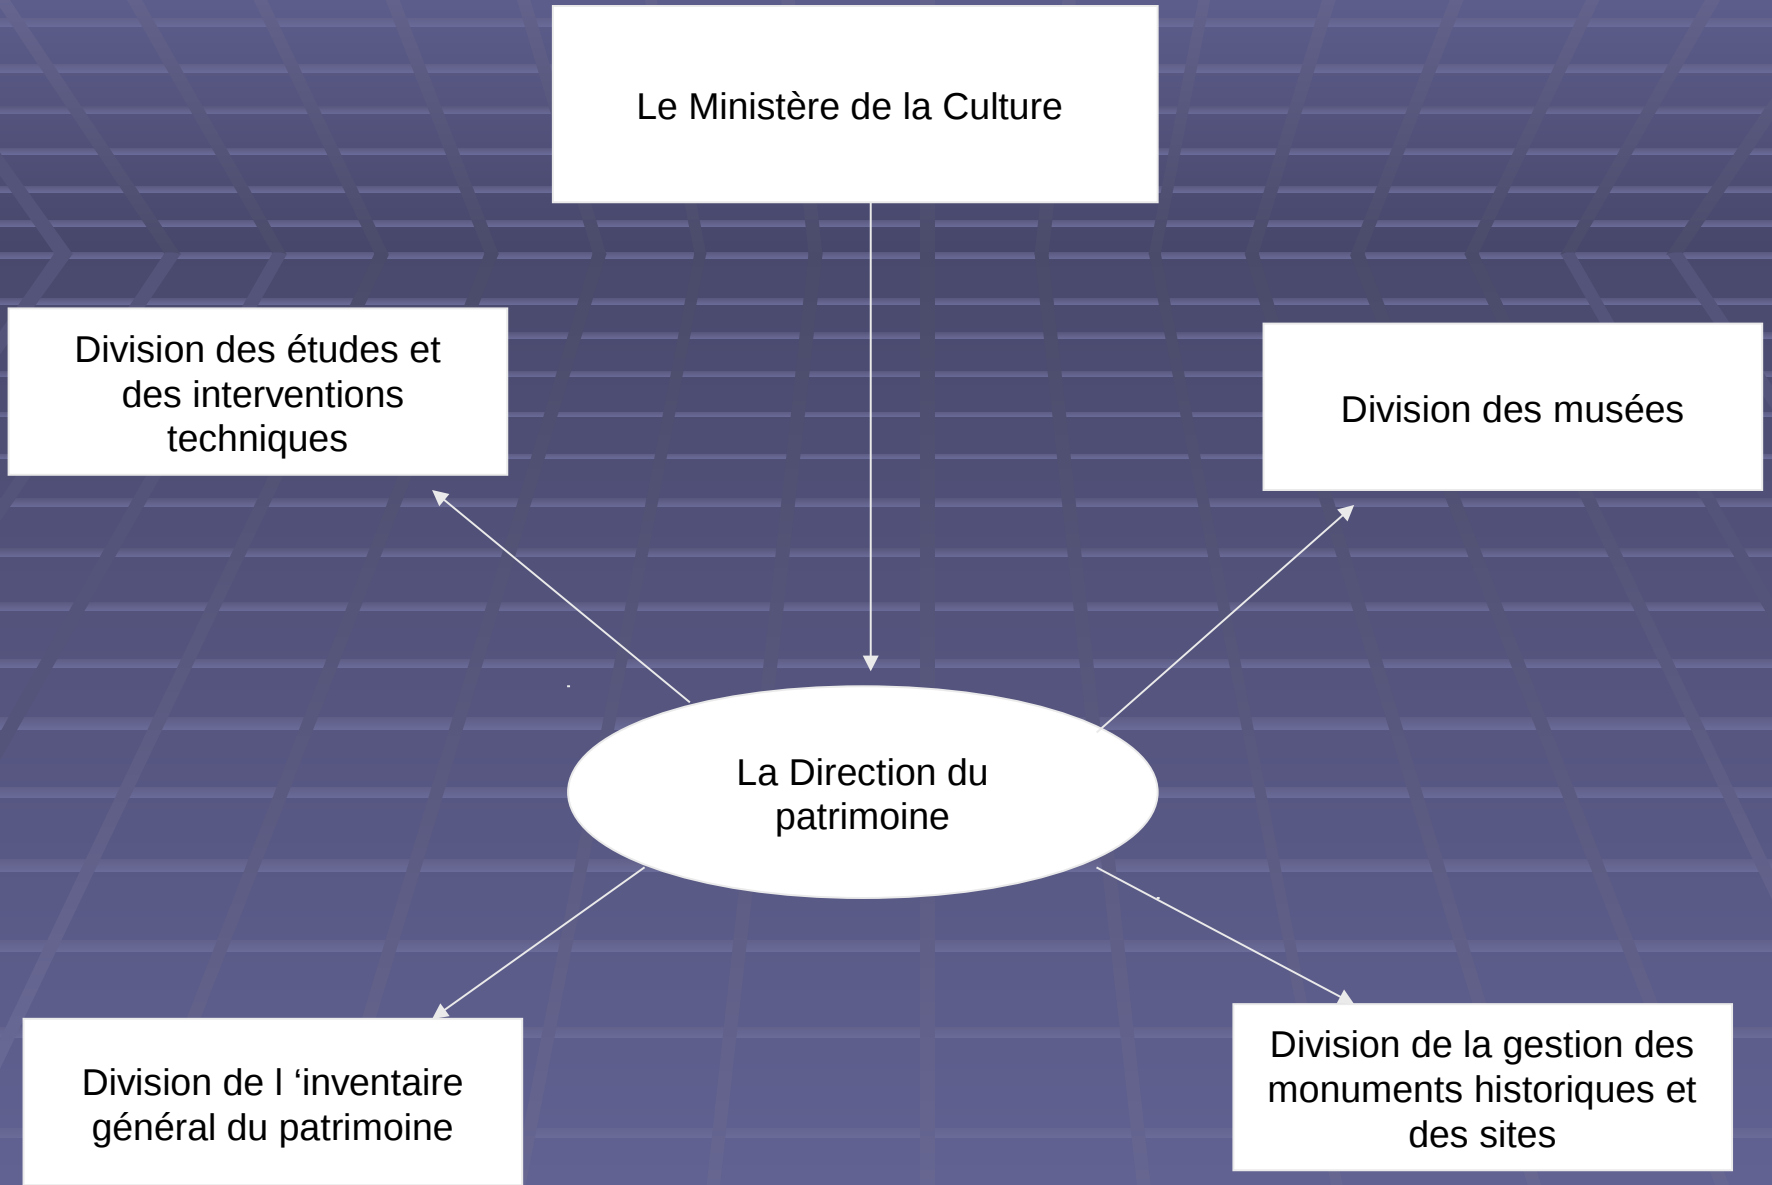 Le Ministère de la Culture
Division des études et
des interventions
techniques
Division des musées
La Direction du
patrimoine
Division de l ‘inventaire
général du patrimoine
Division de la gestion des
monuments historiques et
des sites